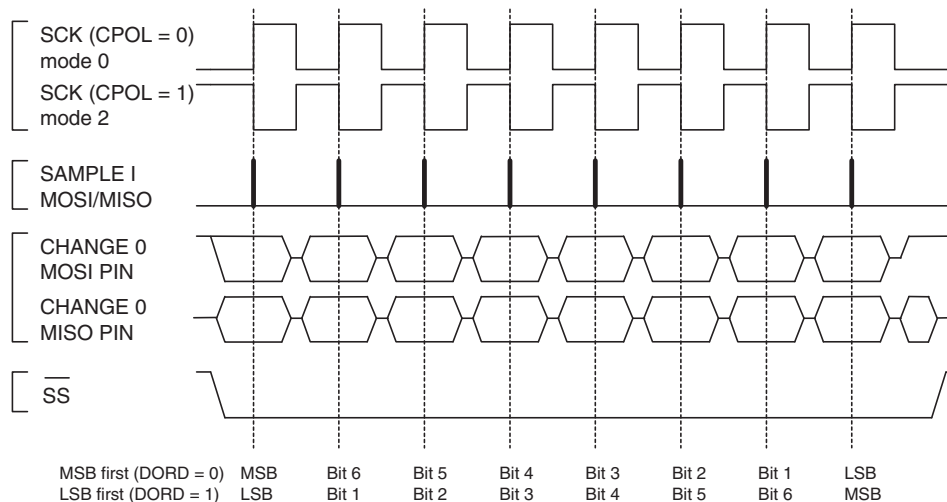 SCK (CPOL = 0)
mode 0
SCK (CPOL = 1)
mode 2
SAMPLE I
MOSI/MISO
CHANGE 0
MOSI PIN
CHANGE 0
MISO PIN
SS
MSB first (DORD = 0) MSB Bit 6 Bit 5 Bit 4 Bit 3 Bit 2 Bit 1 LSB
LSB first (DORD = 1) LSB Bit 1 Bit 2 Bit 3 Bit 4 Bit 5 Bit 6 MSB